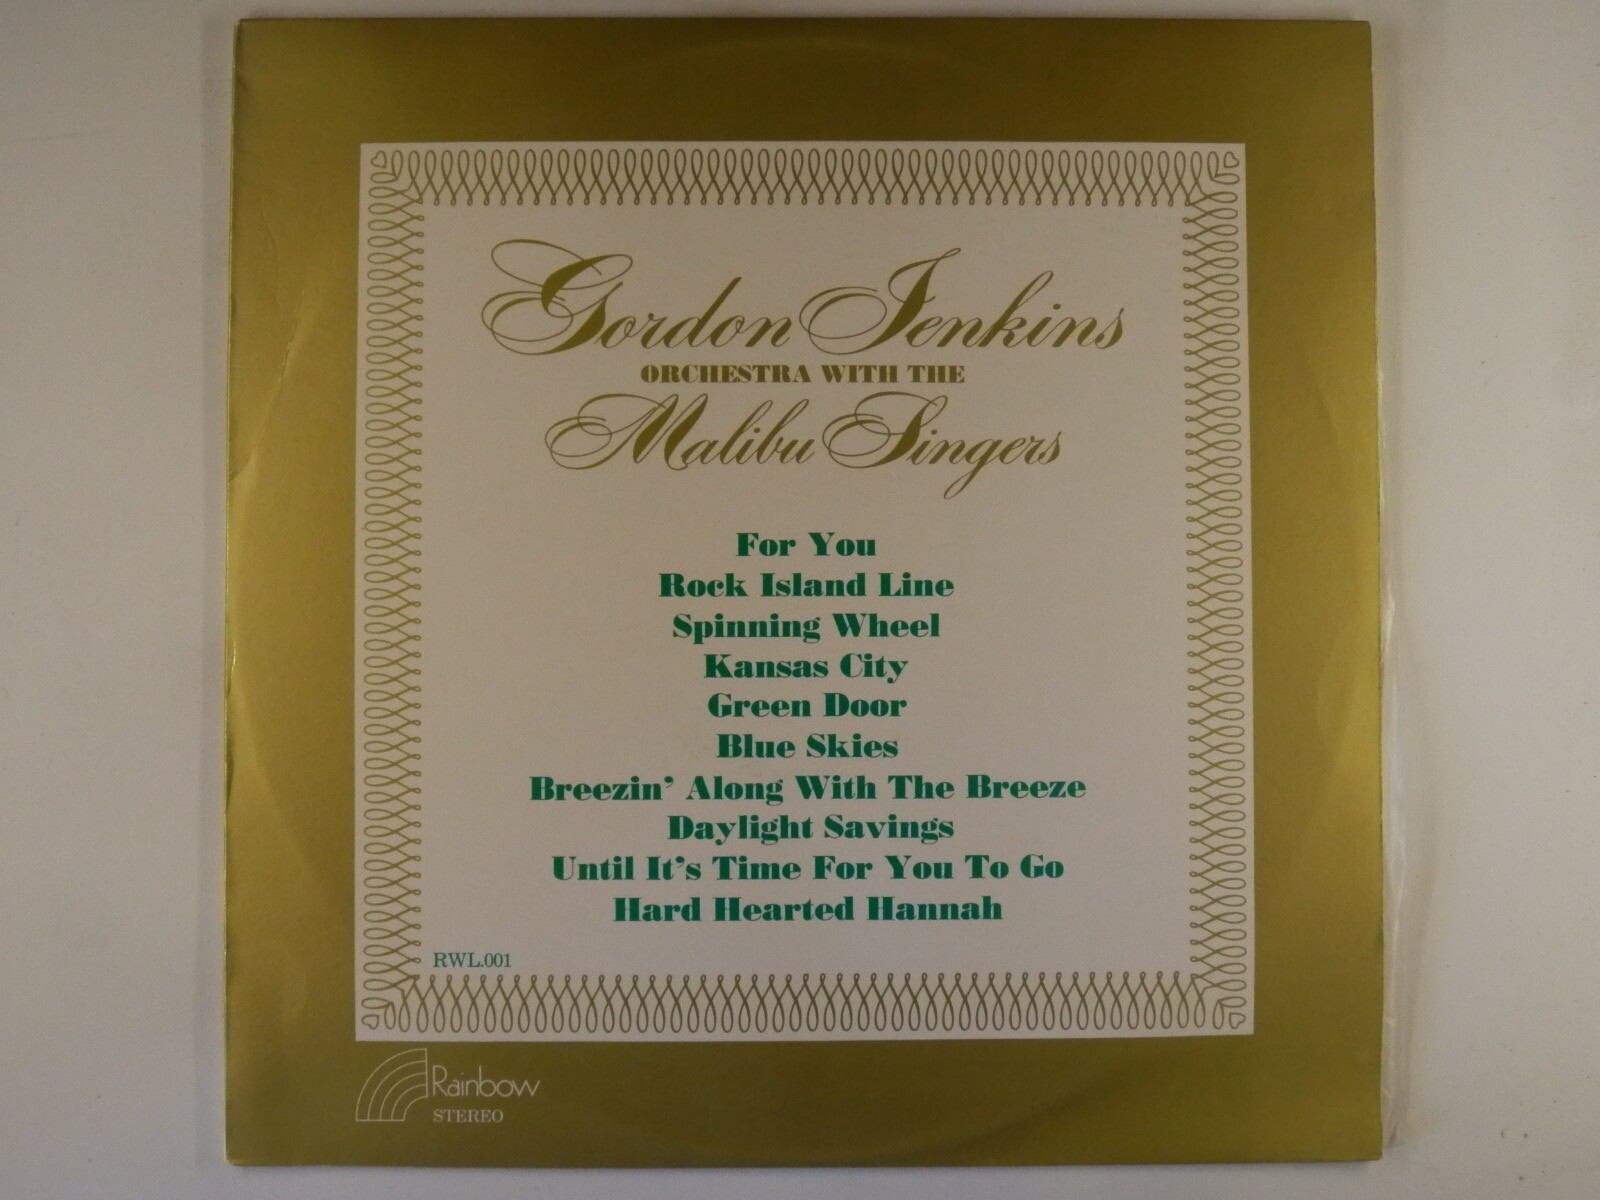 Gordon Jenkins
ORCHESTRA WITH THE
Malibu Singers
For You
Rock Island Line
Spinning Wheel
Kansas City
Green Door
Blue Skies
Breezin' Along With The Breeze
Daylight Savings
Until It's Time For You To Go
Hard Hearted Hannah
RWL.001
Rainbow
STEREO